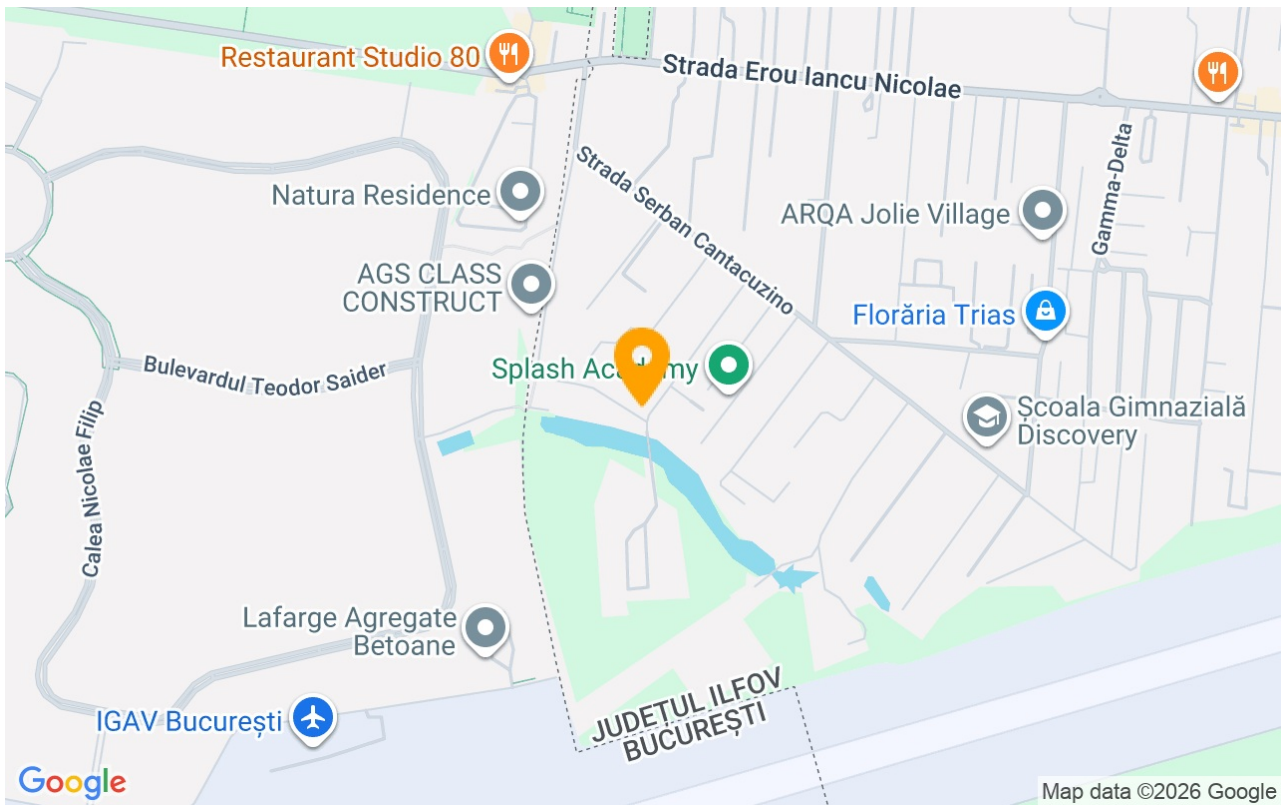 Restaurant Studio 80
Strada Erou Iancu Nicolae
Strada Serban Cantacuzino
Gamma-Delta
Natura Residence
ARQA Jolie Village
AGS CLASS
CONSTRUCT
Florăria Trias
Bulevardul Teodor Saider
Splash Academy
Școala Gimnazială
Discovery
Calea Nicolae Filip
Lafarge Agregate
Betoane
JUDEȚUL ILFOV
BUCUREȘTI
IGAV București
Google
Map data ©2026 Google